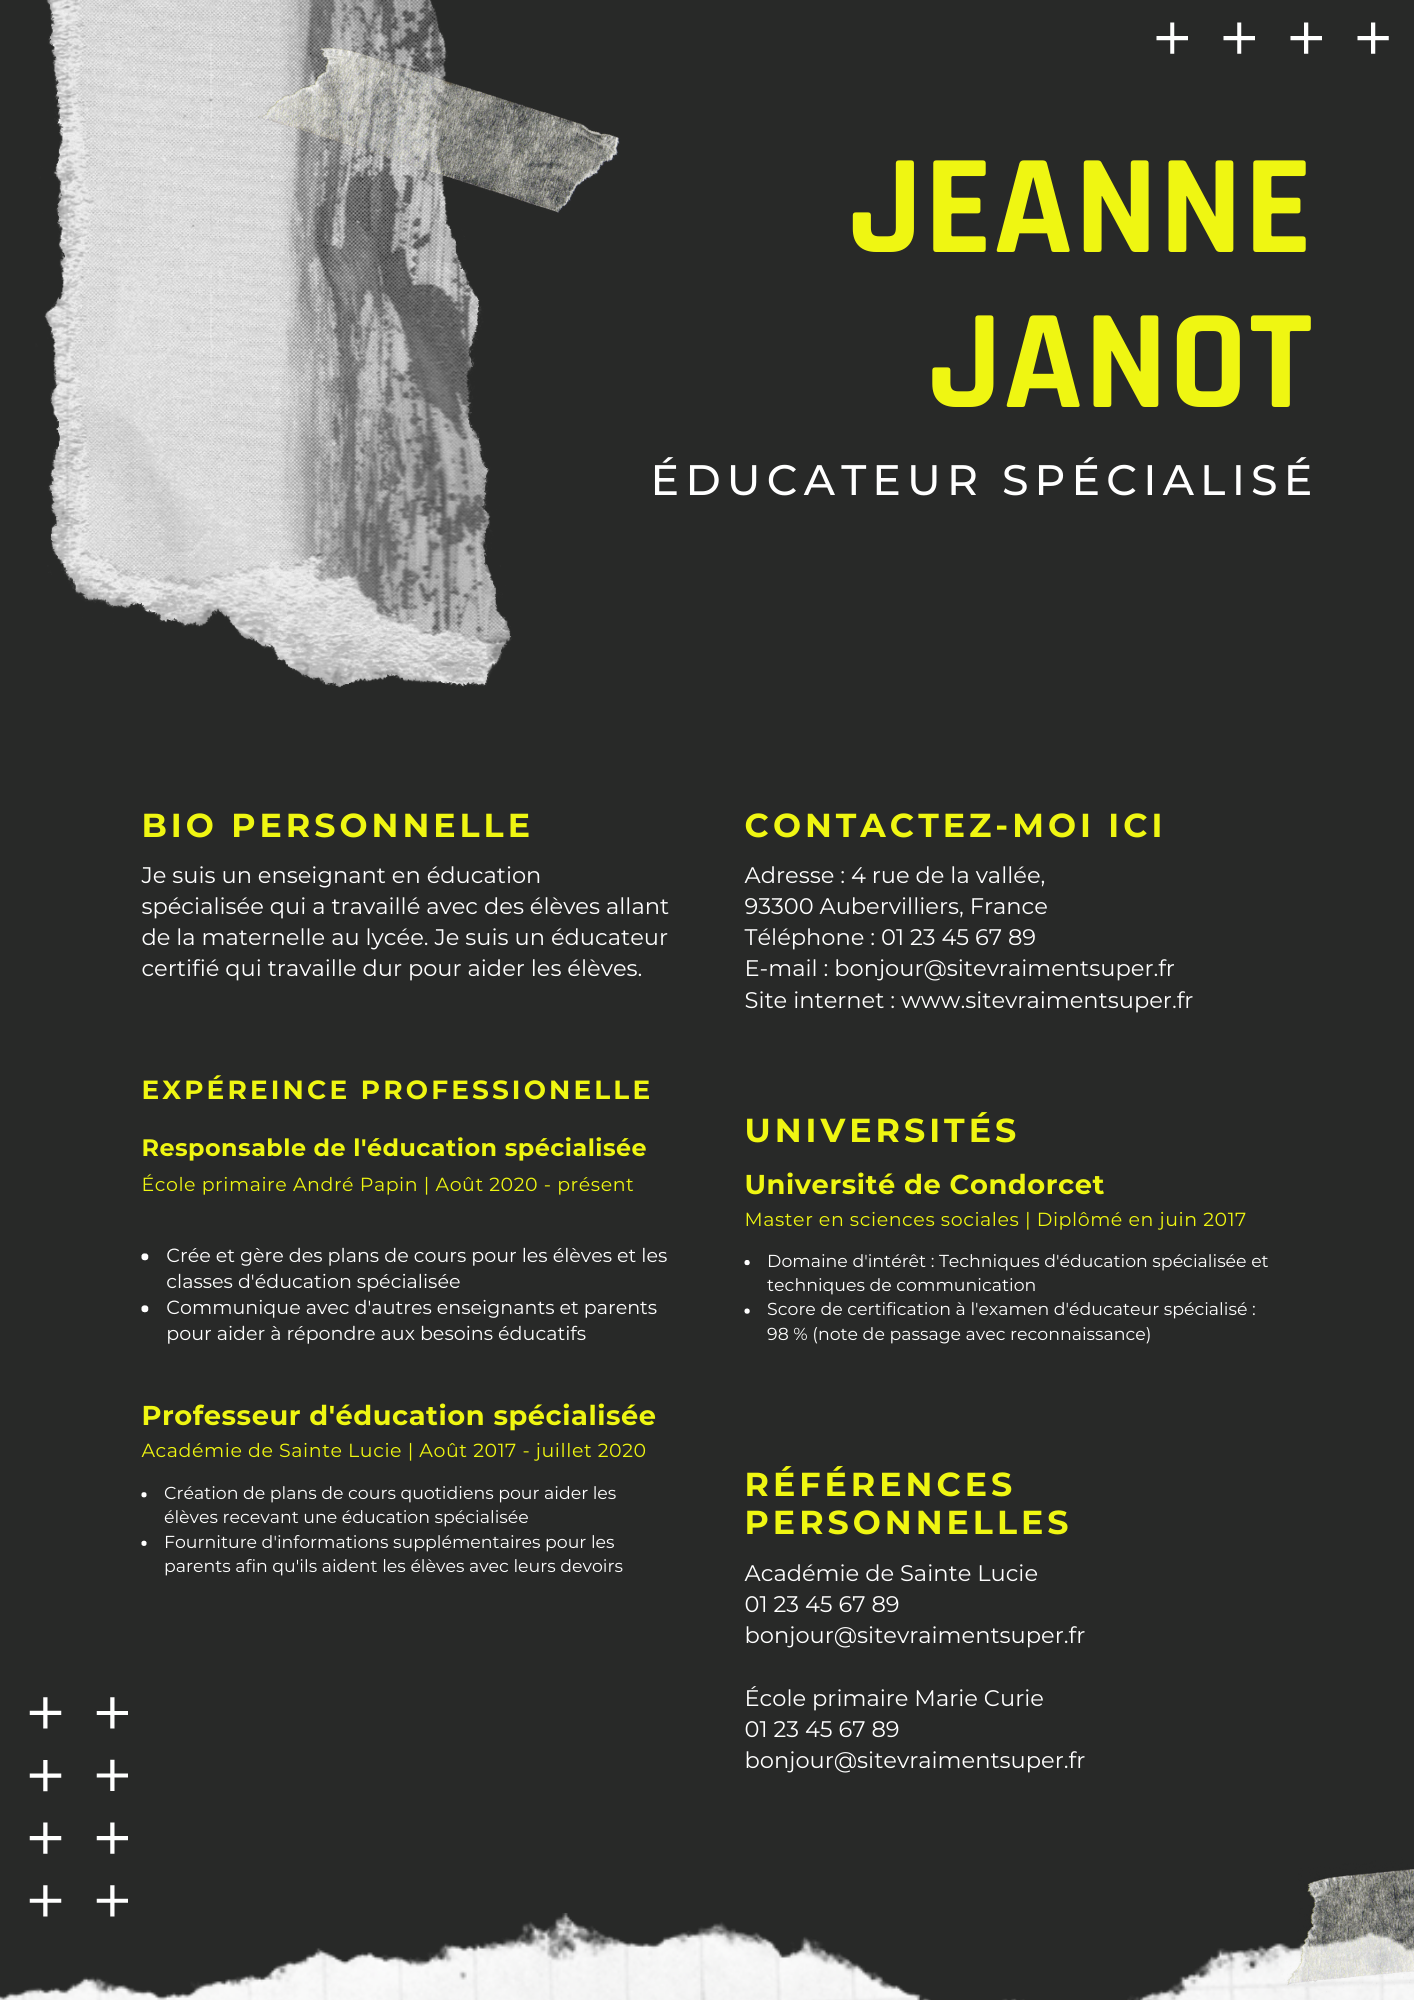 JEANNE
JANOT
ÉDUCATEUR SPÉCIALISÉ
BIO PERSONNELLE
Je suis un enseignant en éducation
spécialisée qui a travaillé avec des élèves allant
de la maternelle au lycée. Je suis un éducateur
certifié qui travaille dur pour aider les élèves.
EXPÉREINCE PROFESSIONELLE
Responsable de l'éducation spécialisée
École primaire André Papin | Août 2020 - présent
• Crée et gère des plans de cours pour les élèves et les
classes d'éducation spécialisée
• Communique avec d'autres enseignants et parents
pour aider à répondre aux besoins éducatifs
Professeur d'éducation spécialisée
Académie de Sainte Lucie | Août 2017 - juillet 2020
• Création de plans de cours quotidiens pour aider les
élèves recevant une éducation spécialisée
• Fourniture d'informations supplémentaires pour les
parents afin qu'ils aident les élèves avec leurs devoirs
CONTACTEZ-MOI ICI
Adresse : 4 rue de la vallée,
93300 Aubervilliers, France
Téléphone : 01 23 45 67 89
E-mail : bonjour@sitevraimentsuper.fr
Site internet : www.sitevraimentsuper.fr
UNIVERSITÉS
Université de Condorcet
Master en sciences sociales | Diplômé en juin 2017
• Domaine d'intérêt : Techniques d'éducation spécialisée et
techniques de communication
• Score de certification à l'examen d'éducateur spécialisé :
98 % (note de passage avec reconnaissance)
RÉFÉRENCES
PERSONNELLES
Académie de Sainte Lucie
01 23 45 67 89
bonjour@sitevraimentsuper.fr
École primaire Marie Curie
01 23 45 67 89
bonjour@sitevraimentsuper.fr